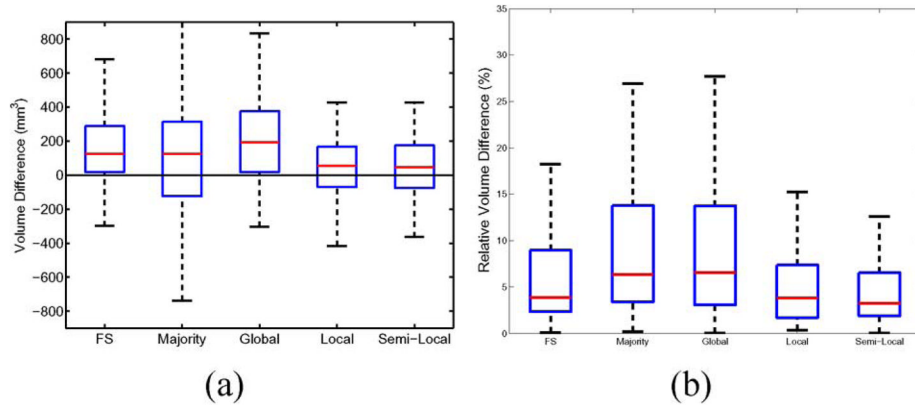 Volume Difference (mm³)
800
600
400
200
0
−200
−400
−600
−800
FS Majority Global Local Semi-Local
(a)
Relative Volume Difference (%)
35
30
25
20
15
10
5
0
FS Majority Global Local Semi-Local
(b)